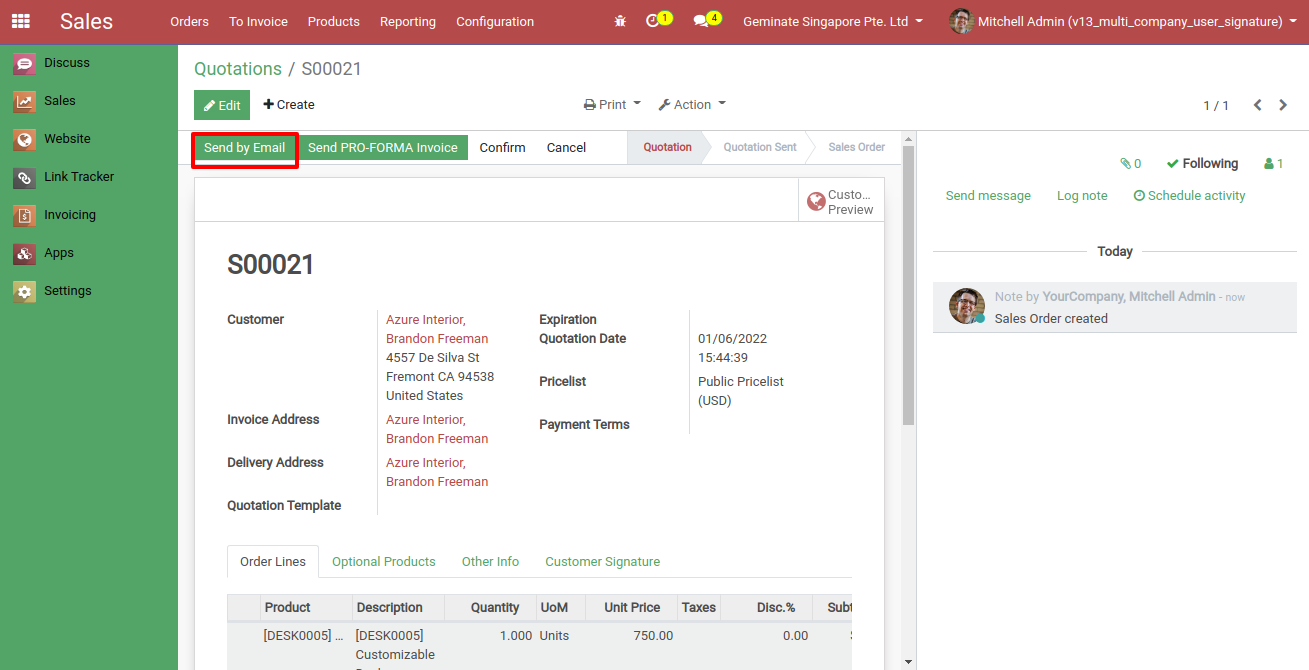 Sales
Orders To Invoice Products Reporting Configuration
1 4 Geminate Singapore Pte. Ltd Mitchell Admin (v13_multi_company_user_signature)
Discuss
Sales
Website
Link Tracker
Invoicing
Apps
Settings
Quotations / S00021
Edit Create Print Action 1 / 1
Send by Email Send PRO-FORMA Invoice Confirm Cancel Quotation Quotation Sent Sales Order
Custo...
Preview
S00021
Customer
Azure Interior,
Brandon Freeman
4557 De Silva St
Fremont CA 94538
United States
Invoice Address
Azure Interior,
Brandon Freeman
Delivery Address
Azure Interior,
Brandon Freeman
Quotation Template
Expiration
Quotation Date
01/06/2022
15:44:39
Pricelist
Public Pricelist
(USD)
Payment Terms
Order Lines Optional Products Other Info Customer Signature
Product Description Quantity UoM Unit Price Taxes Disc.% Subt
[DESK0005] ... [DESK0005] 1.000 Units 750.00 0.00
Customizable
0 Following 1
Send message Log note Schedule activity
Today
Note by YourCompany, Mitchell Admin - now
Sales Order created